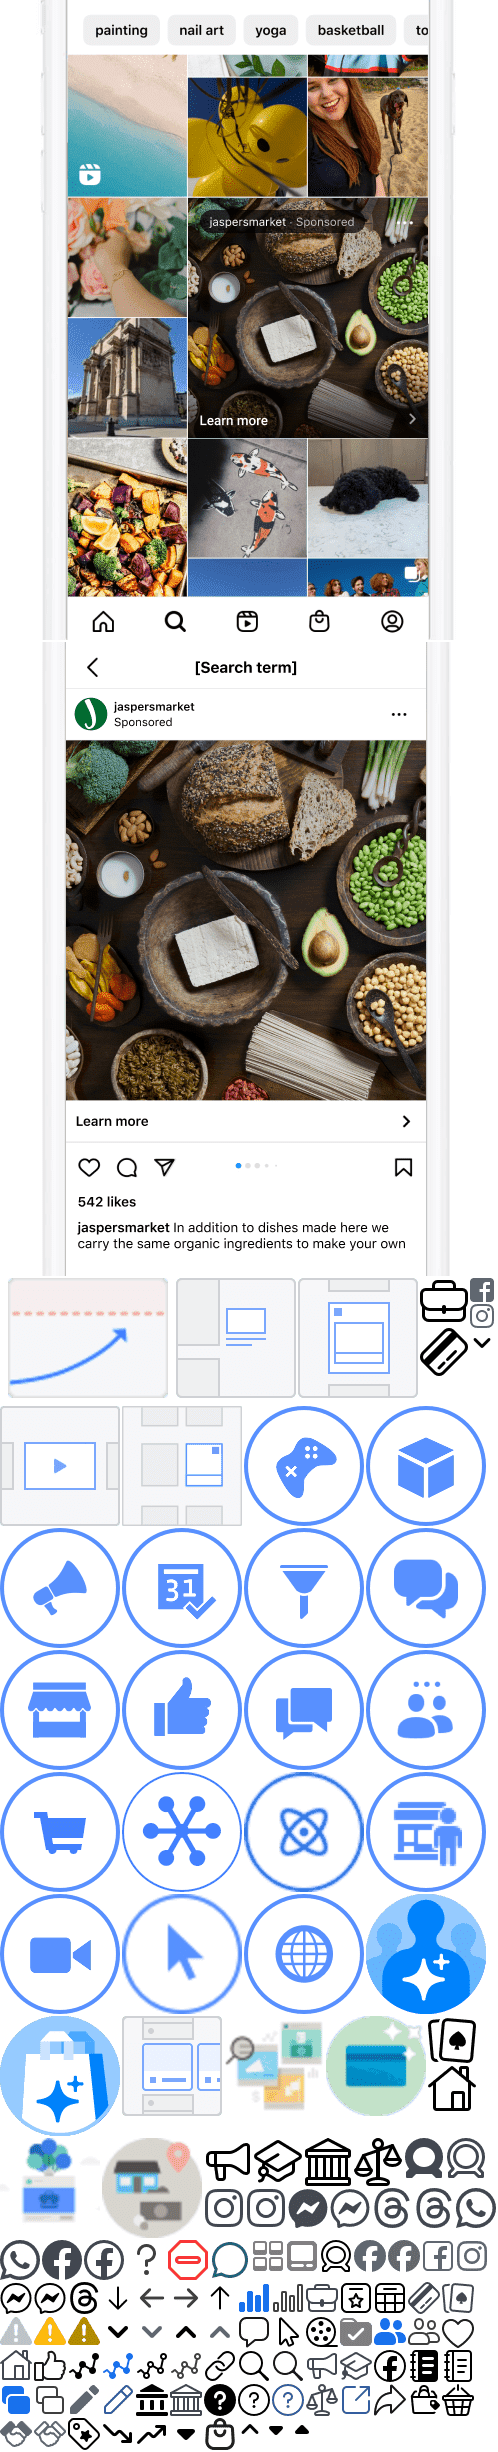 painting
nail art
yoga
basketball
to
jaspersmarket · Sponsored
Learn more
[Search term]
jaspersmarket
Sponsored
Learn more
542 likes
jaspersmarket In addition to dishes made here we
carry the same organic ingredients to make your own
31